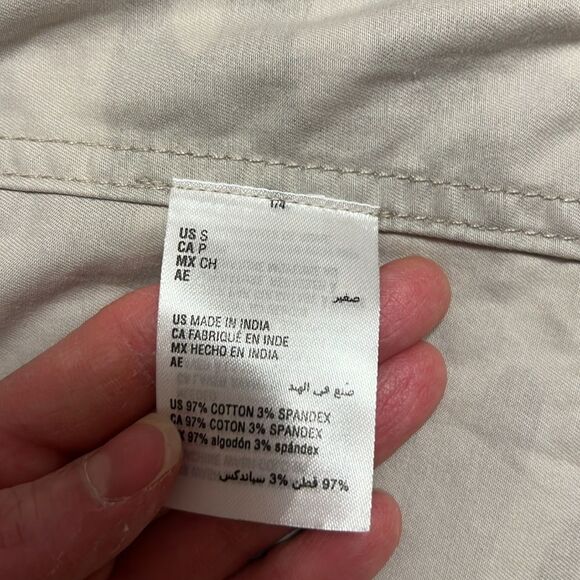 174
US S
CA P
MX CH
AE
صغير
US MADE IN INDIA
CA FABRIQUÉ EN INDE
MX HECHO EN INDIA
AE
صنع في الهند
US 97% COTTON 3% SPANDEX
CA 97% COTON 3% SPANDEX
97% algodón 3% spándex
97% قطن 3% سباندكس